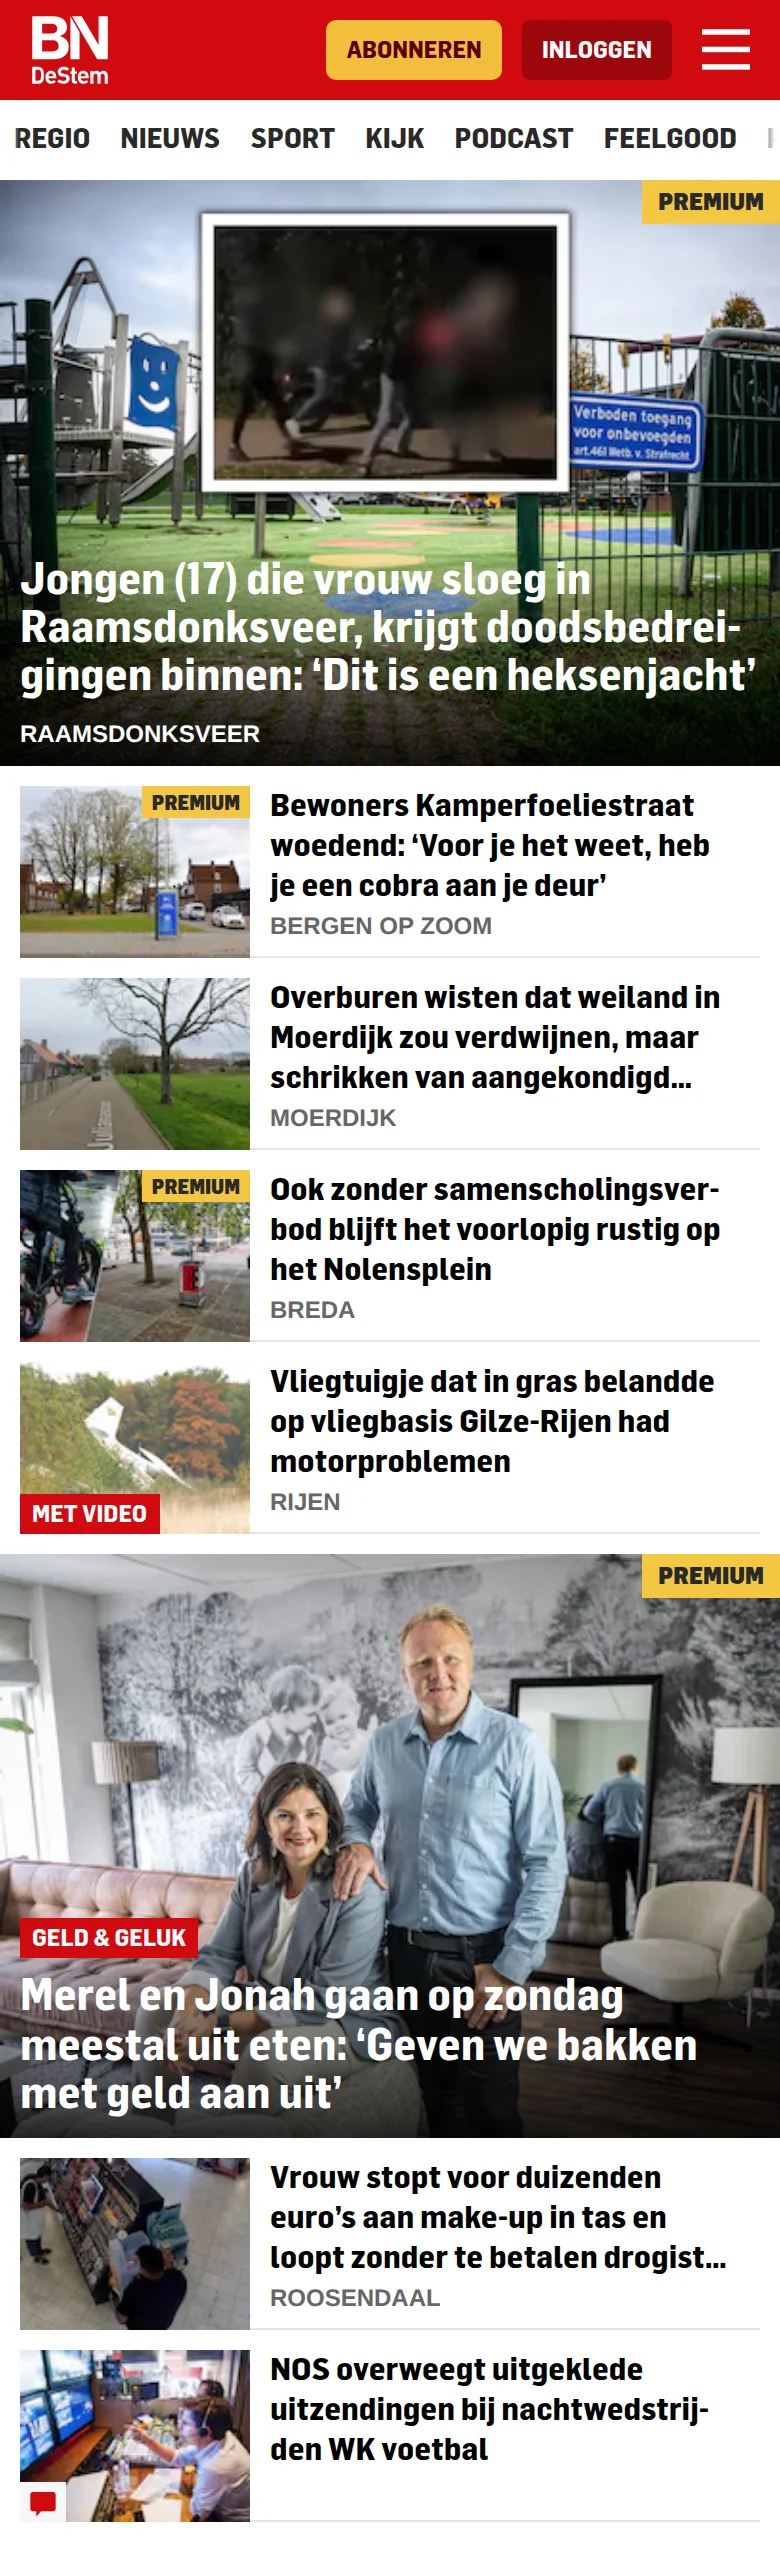 BN
DeStem
ABONNEREN
INLOGGEN
REGIO NIEUWS SPORT KIJK PODCAST FEELGOOD
PREMIUM
Verboden toegang
voor onbevoegden
art.461 Wetb. v. Strafrecht
Jongen (17) die vrouw sloeg in
Raamsdonksveer, krijgt doodsbedrei-
gingen binnen: ‘Dit is een heksenjacht’
RAAMSDONKSVEER
PREMIUM
Bewoners Kamperfoeliestraat
woedend: ‘Voor je het weet, heb
je een cobra aan je deur’
BERGEN OP ZOOM
Overburen wisten dat weiland in
Moerdijk zou verdwijnen, maar
schrikken van aangekondigd...
MOERDIJK
PREMIUM
Ook zonder samenscholingsver-
bod blijft het voorlopig rustig op
het Nolensplein
BREDA
Vliegtuigje dat in gras belandde
op vliegbasis Gilze-Rijen had
motorproblemen
RIJEN
MET VIDEO
PREMIUM
GELD & GELUK
Merel en Jonah gaan op zondag
meestal uit eten: ‘Geven we bakken
met geld aan uit’
Vrouw stopt voor duizenden
euro’s aan make-up in tas en
loopt zonder te betalen drogist...
ROOSENDAAL
NOS overweegt uitgeklede
uitzendingen bij nachtwedstrij-
den WK voetbal